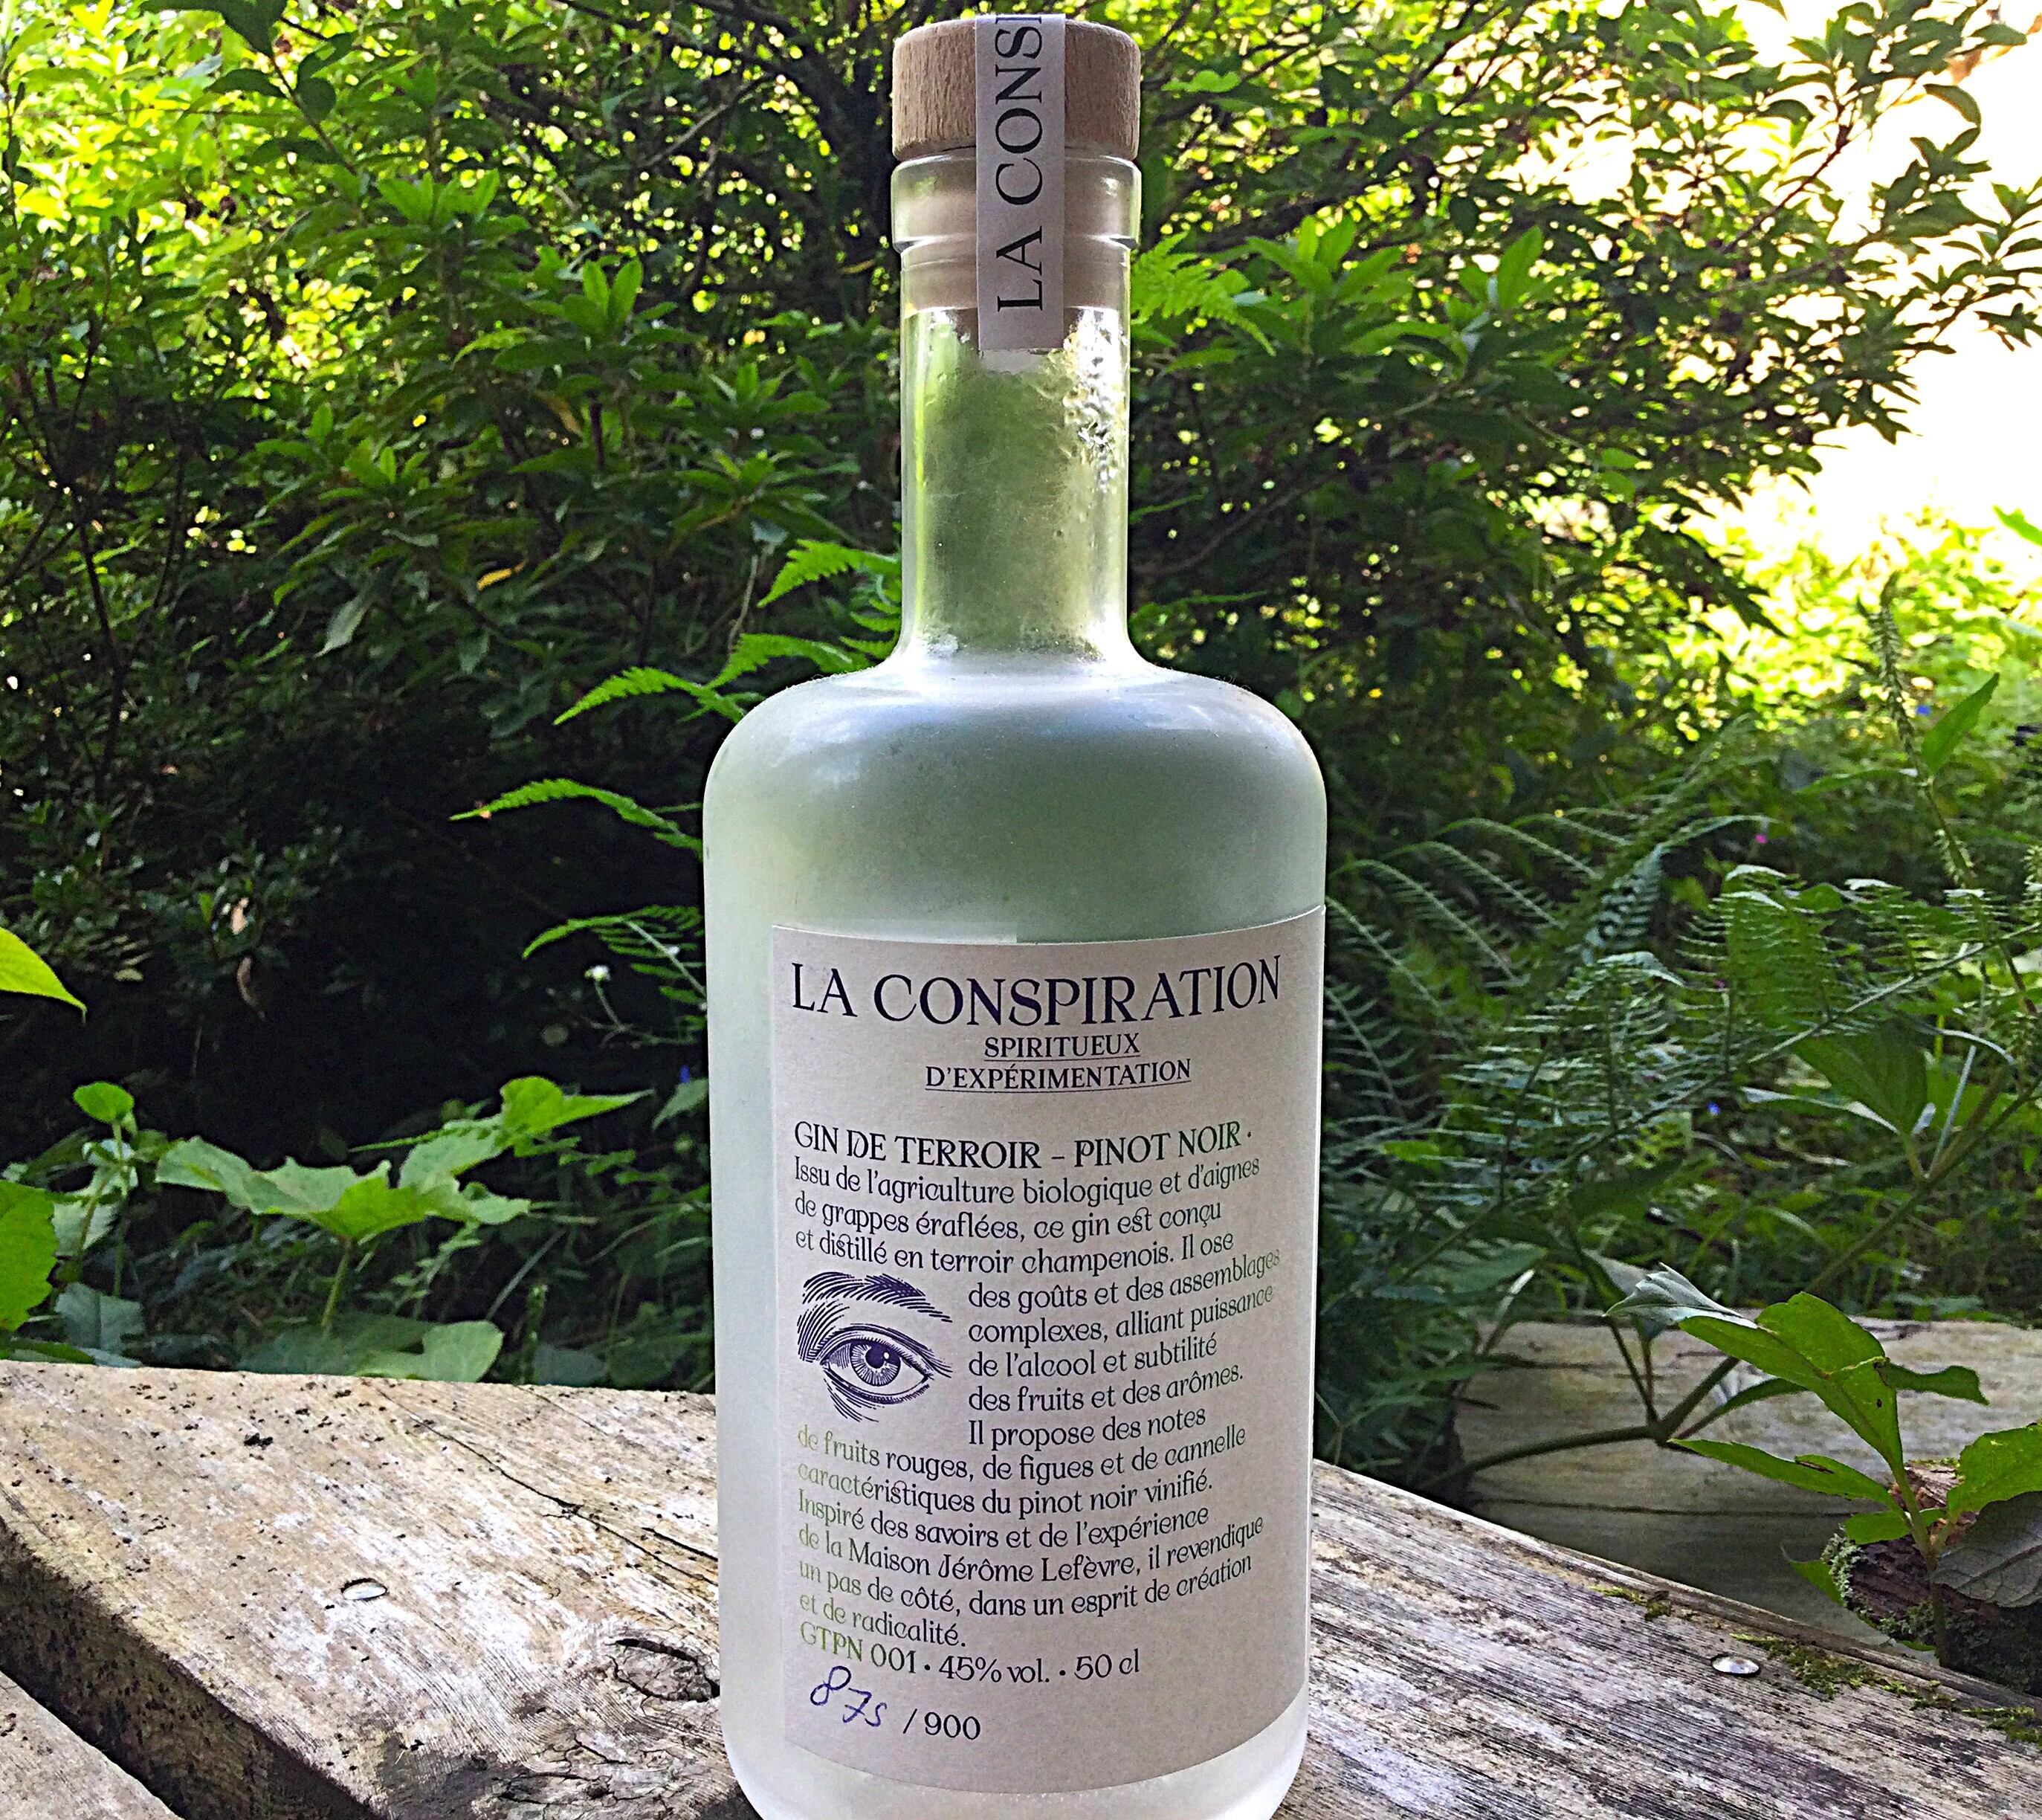 LA CONSI
LA CONSPIRATION
SPIRITUEUX
D'EXPÉRIMENTATION
GIN DE TERROIR – PINOT NOIR •
Issu de l'agriculture biologique et d'aignes
de grappes éraflées, ce gin est conçu
et distillé en terroir champenois. Il ose
des goûts et des assemblages
complexes, alliant puissance
de l'alcool et subtilité
des fruits et des arômes.
Il propose des notes
de fruits rouges, de figues et de cannelle
caractéristiques du pinot noir vinifié.
Inspiré des savoirs et de l'expérience
de la Maison Jérôme Lefèvre, il revendique
un pas de côté, dans un esprit de création
et de radicalité.
GTPN 001 • 45% vol. • 50 cl
875 / 900